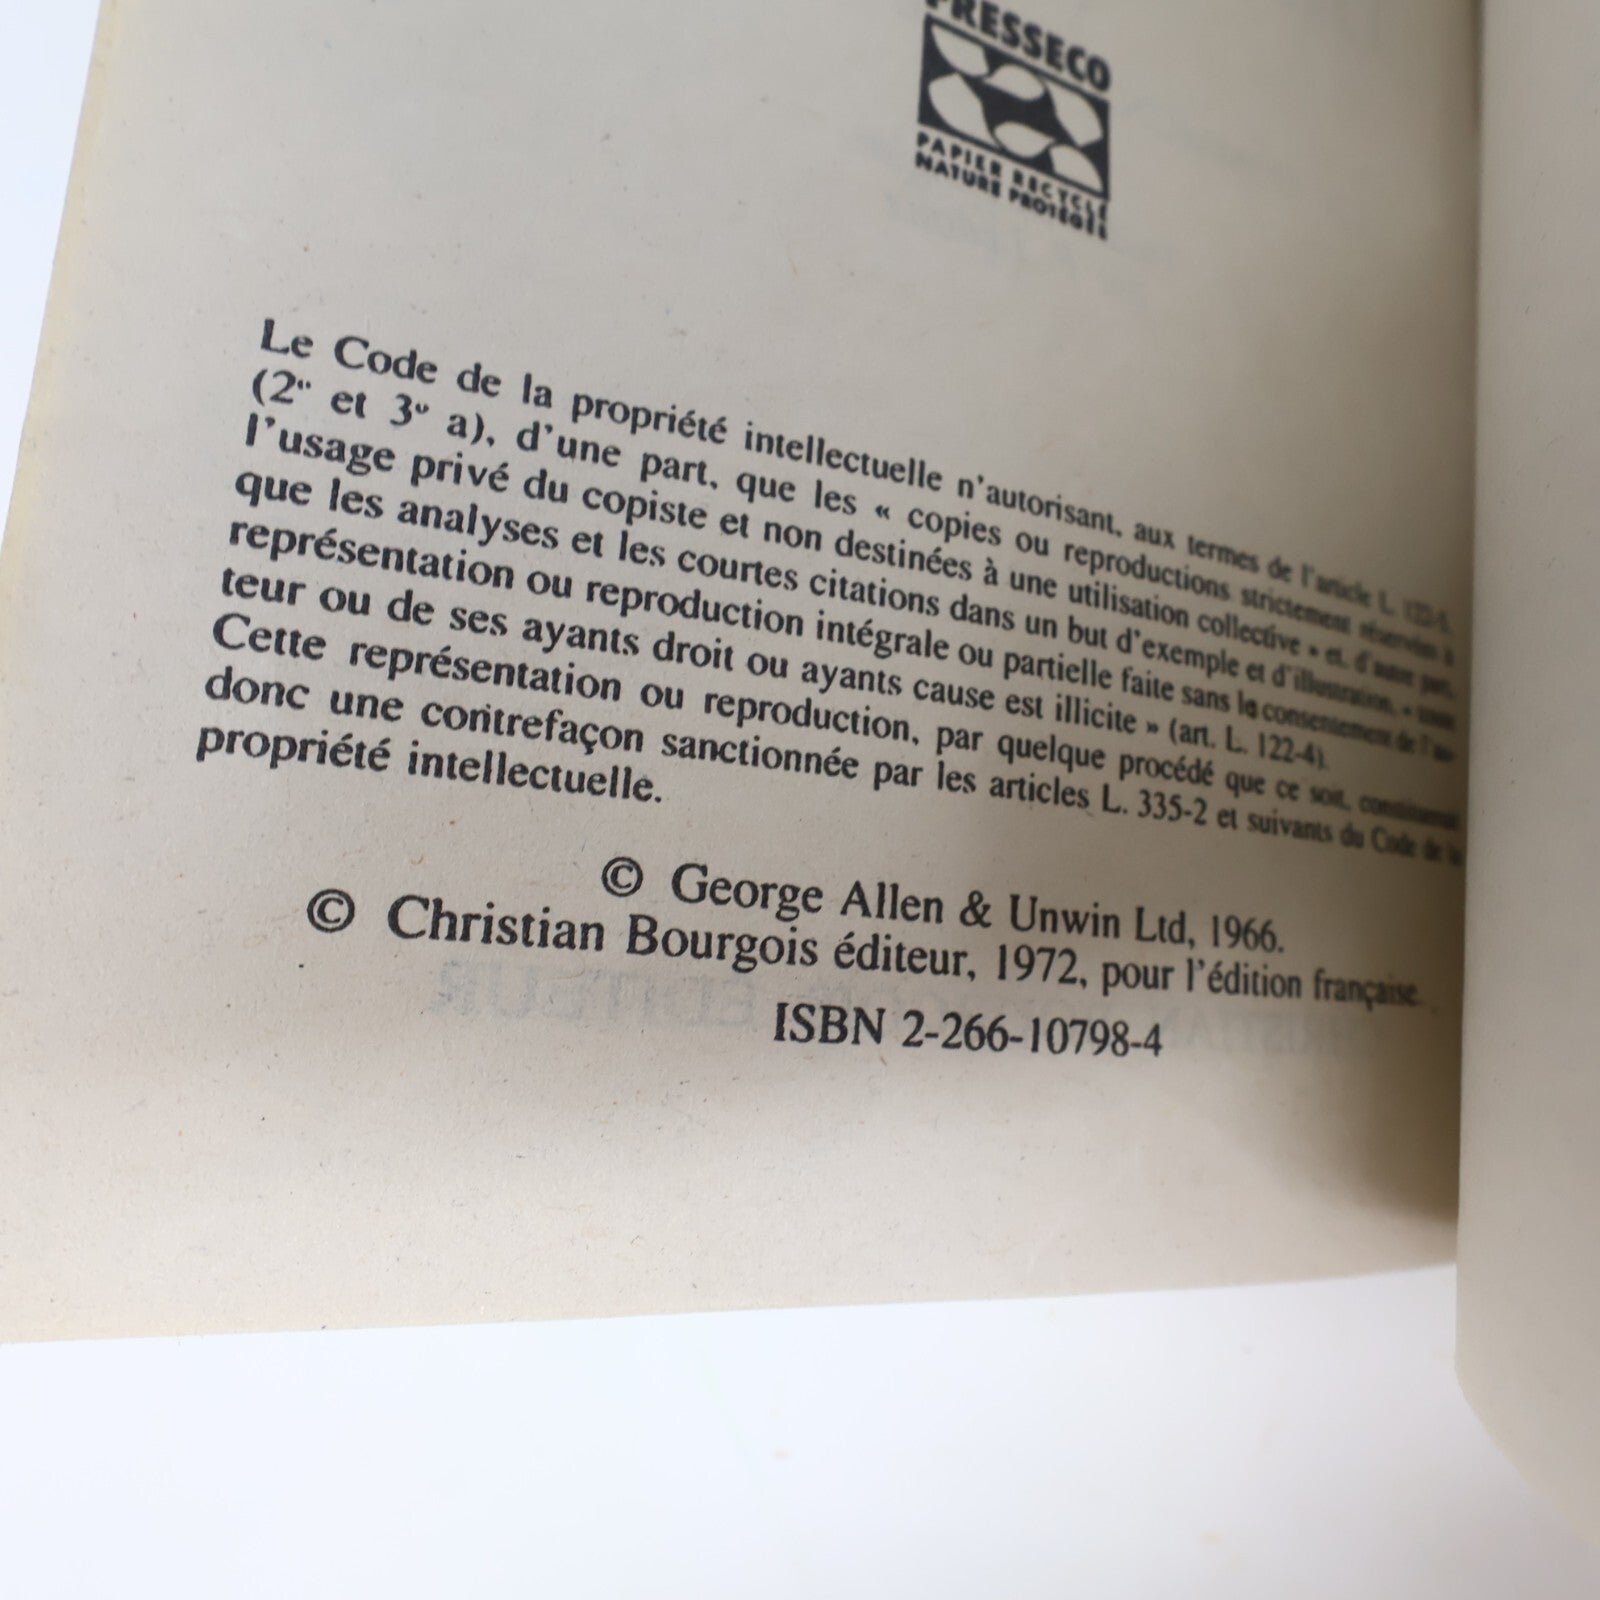 PRESSECO
PAPIER RECYCLÉ
NATURE PROTÉGÉE
Le Code de la propriété intellectuelle n'autorisant, aux termes de l'article L. 122-5,
(2º et 3º a), d'une part, que les « copies ou reproductions strictement réservées à
l'usage privé du copiste et non destinées à une utilisation collective » et, d'autre part,
que les analyses et les courtes citations dans un but d'exemple et d'illustration, « toute
représentation ou reproduction intégrale ou partielle faite sans le consentement de l'au-
teur ou de ses ayants droit ou ayants cause est illicite » (art. L. 122-4).
Cette représentation ou reproduction, par quelque procédé que ce soit, constituerait
donc une contrefaçon sanctionnée par les articles L. 335-2 et suivants du Code de la
propriété intellectuelle.
© George Allen & Unwin Ltd, 1966.
© Christian Bourgois éditeur, 1972, pour l'édition française.
ISBN 2-266-10798-4